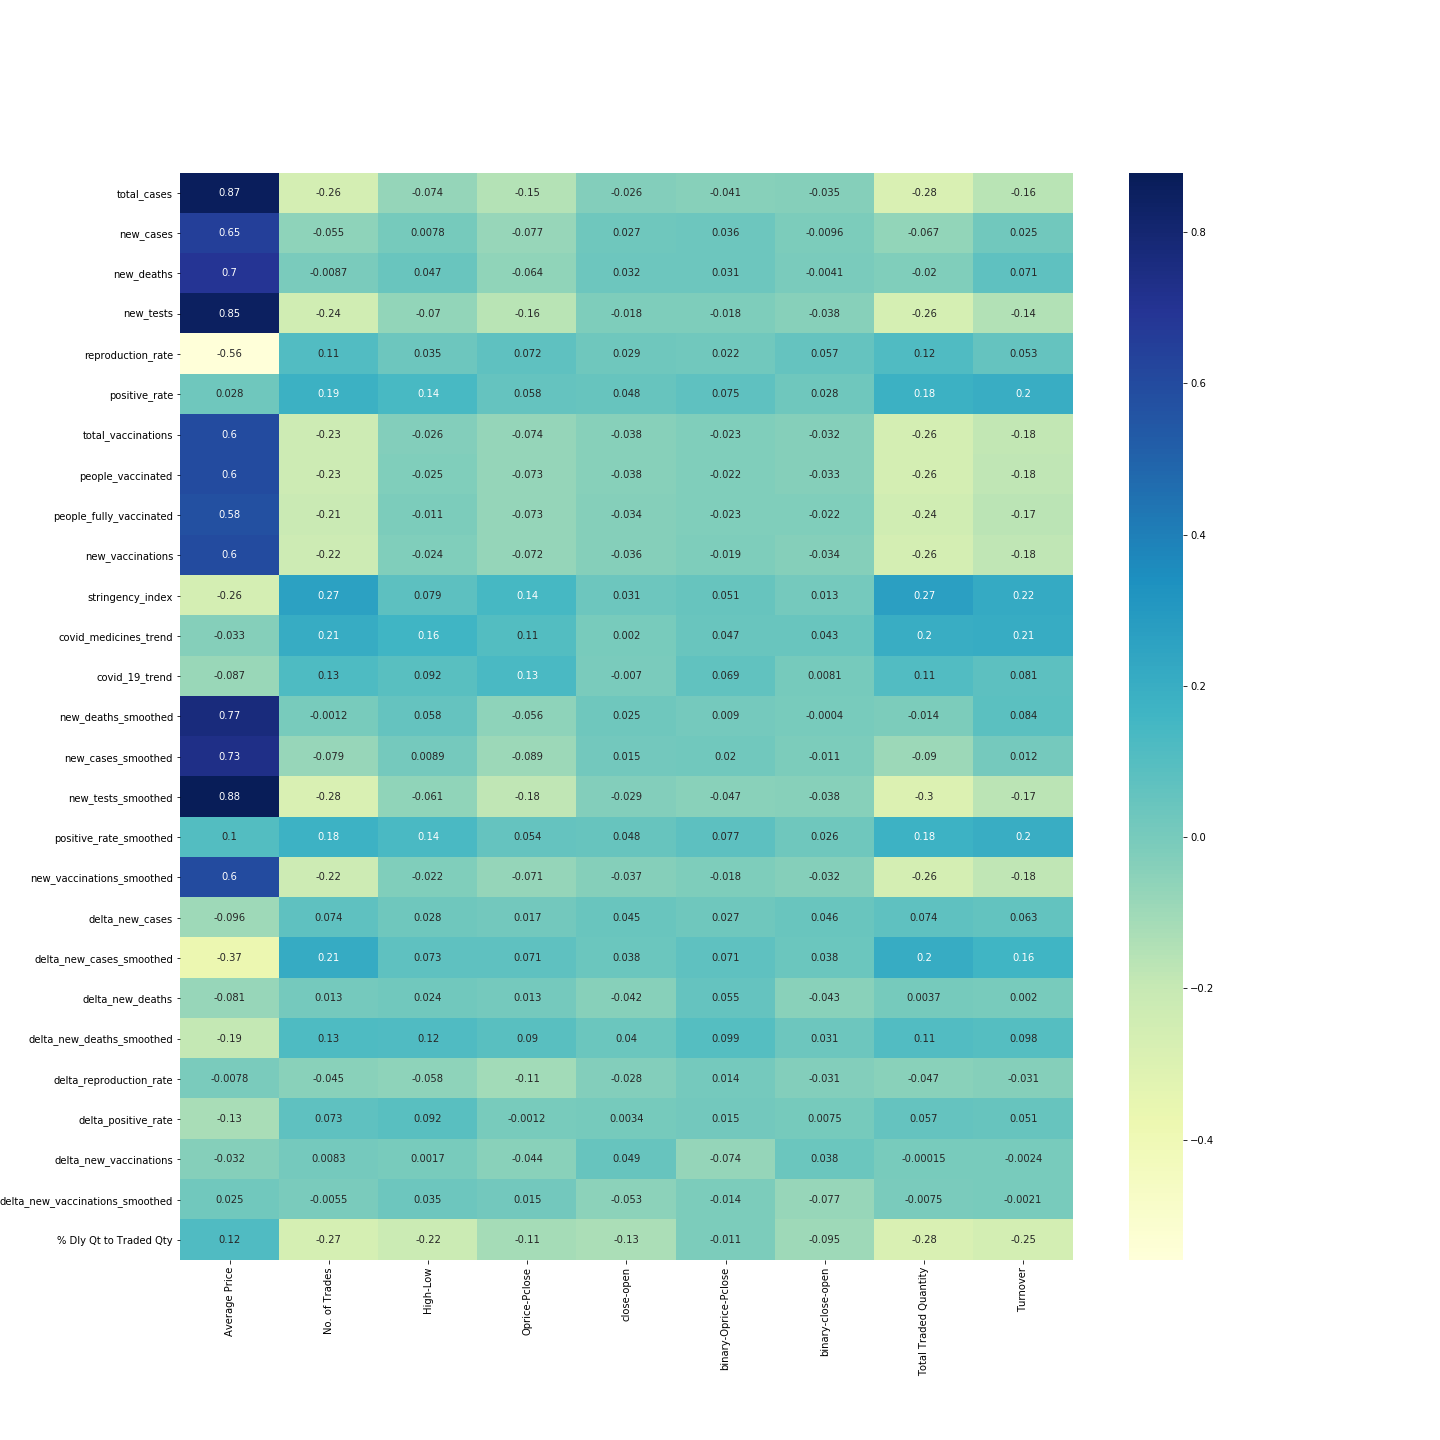 total_cases 0.87 -0.26 -0.074 -0.15 -0.026 -0.041 -0.035 -0.28 -0.16
new_cases 0.65 -0.055 0.0078 -0.077 0.027 0.036 -0.0096 -0.067 0.025
new_deaths 0.7 -0.0087 0.047 -0.064 0.032 0.031 -0.0041 -0.02 0.071
new_tests 0.85 -0.24 -0.07 -0.16 -0.018 -0.018 -0.038 -0.26 -0.14
reproduction_rate -0.56 0.11 0.035 0.072 0.029 0.022 0.057 0.12 0.053
positive_rate 0.028 0.19 0.14 0.058 0.048 0.075 0.028 0.18 0.2
total_vaccinations 0.6 -0.23 -0.026 -0.074 -0.038 -0.023 -0.032 -0.26 -0.18
people_vaccinated 0.6 -0.23 -0.025 -0.073 -0.038 -0.022 -0.033 -0.26 -0.18
people_fully_vaccinated 0.58 -0.21 -0.011 -0.073 -0.034 -0.023 -0.022 -0.24 -0.17
new_vaccinations 0.6 -0.22 -0.024 -0.072 -0.036 -0.019 -0.034 -0.26 -0.18
stringency_index -0.26 0.27 0.079 0.14 0.031 0.051 0.013 0.27 0.22
covid_medicines_trend -0.033 0.21 0.16 0.11 0.002 0.047 0.043 0.2 0.21
covid_19_trend -0.087 0.13 0.092 0.13 -0.007 0.069 0.0081 0.11 0.081
new_deaths_smoothed 0.77 -0.0012 0.058 -0.056 0.025 0.009 -0.0004 -0.014 0.084
new_cases_smoothed 0.73 -0.079 0.0089 -0.089 0.015 0.02 -0.011 -0.09 0.012
new_tests_smoothed 0.88 -0.28 -0.061 -0.18 -0.029 -0.047 -0.038 -0.3 -0.17
positive_rate_smoothed 0.1 0.18 0.14 0.054 0.048 0.077 0.026 0.18 0.2
new_vaccinations_smoothed 0.6 -0.22 -0.022 -0.071 -0.037 -0.018 -0.032 -0.26 -0.18
delta_new_cases -0.096 0.074 0.028 0.017 0.045 0.027 0.046 0.074 0.063
delta_new_cases_smoothed -0.37 0.21 0.073 0.071 0.038 0.071 0.038 0.2 0.16
delta_new_deaths -0.081 0.013 0.024 0.013 -0.042 0.055 -0.043 0.0037 0.002
delta_new_deaths_smoothed -0.19 0.13 0.12 0.09 0.04 0.099 0.031 0.11 0.098
delta_reproduction_rate -0.0078 -0.045 -0.058 -0.11 -0.028 0.014 -0.031 -0.047 -0.031
delta_positive_rate -0.13 0.073 0.092 -0.0012 0.0034 0.015 0.0075 0.057 0.051
delta_new_vaccinations -0.032 0.0083 0.0017 -0.044 0.049 -0.074 0.038 -0.00015 -0.0024
delta_new_vaccinations_smoothed 0.025 -0.0055 0.035 0.015 -0.053 -0.014 -0.077 -0.0075 -0.0021
% Dly Qt to Traded Qty 0.12 -0.27 -0.22 -0.11 -0.13 -0.011 -0.095 -0.28 -0.25
Average Price
No. of Trades
High-Low
Oprice-Pclose
close-open
binary-Oprice-Pclose
binary-close-open
Total Traded Quantity
Turnover
0.8
0.6
0.4
0.2
0.0
−0.2
−0.4